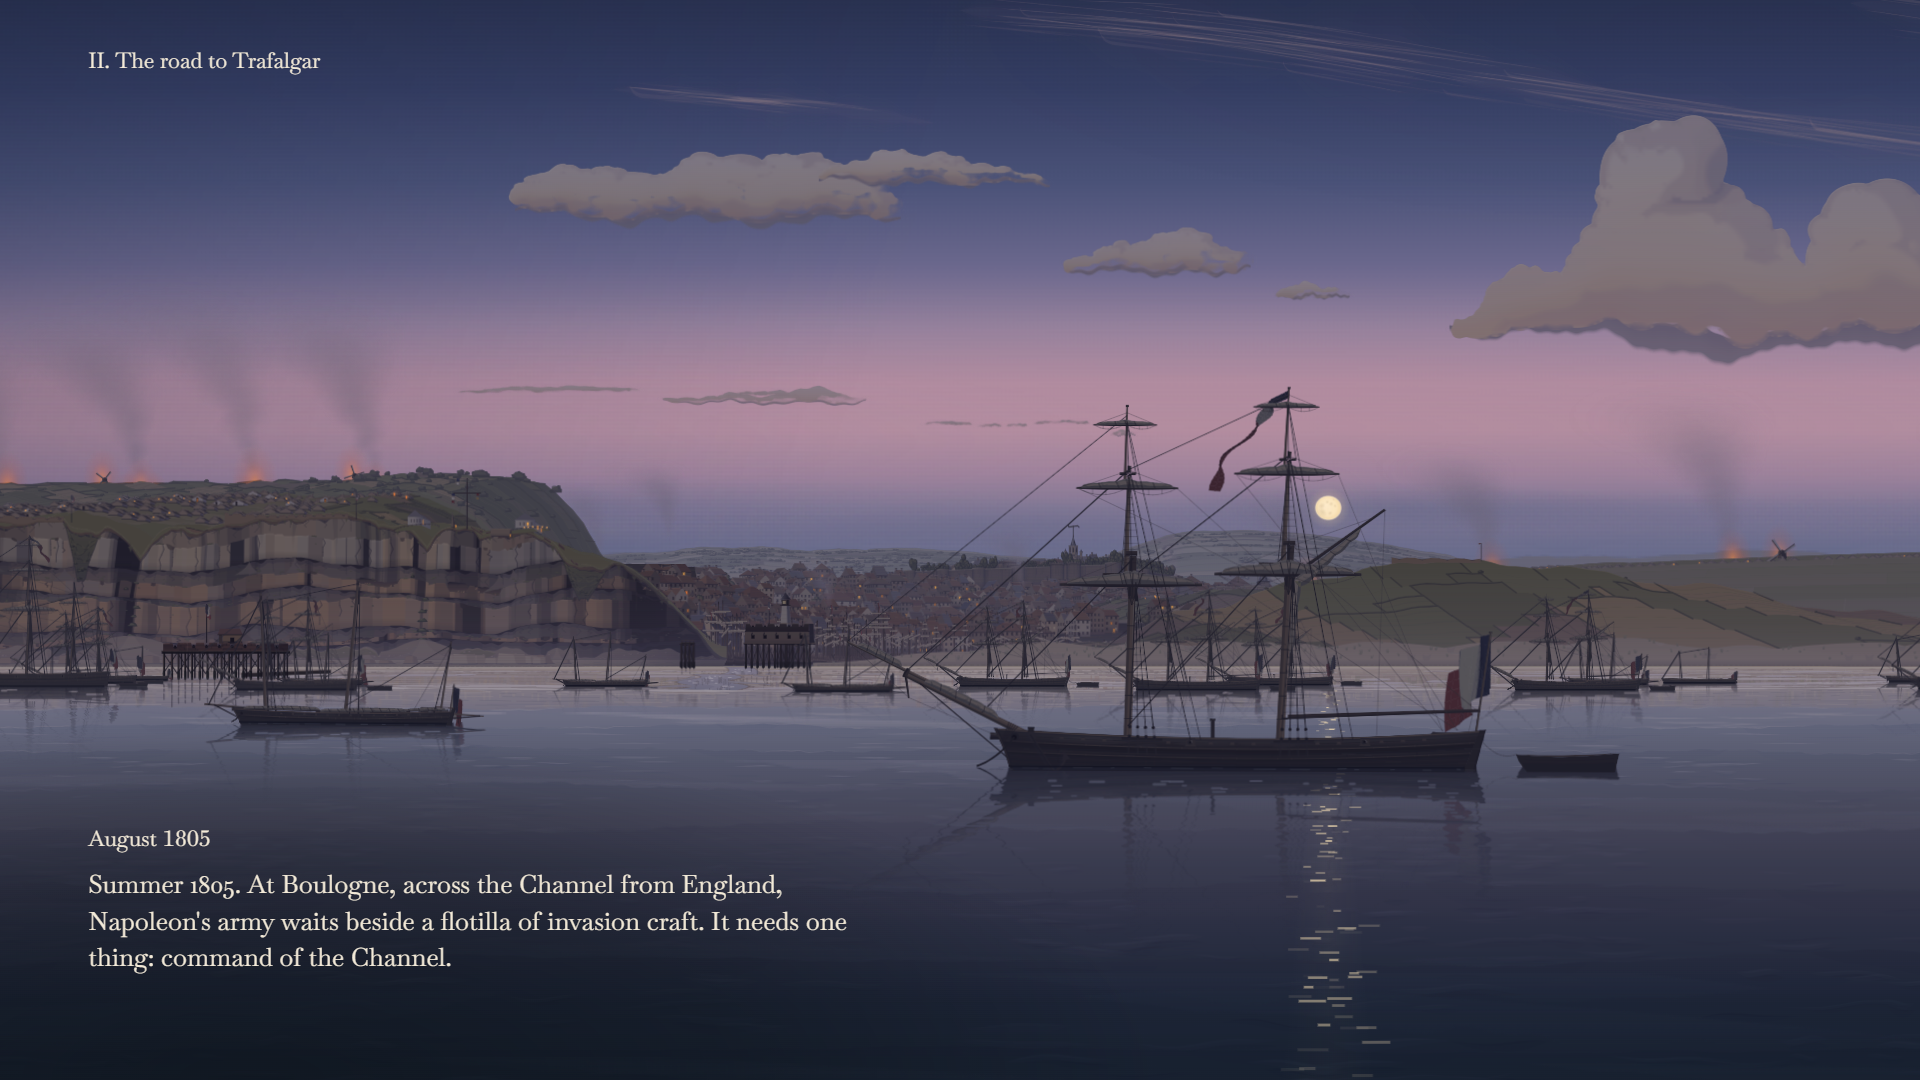 II. The road to Trafalgar
August 1805
Summer 1805. At Boulogne, across the Channel from England,
Napoleon's army waits beside a flotilla of invasion craft. It needs one
thing: command of the Channel.